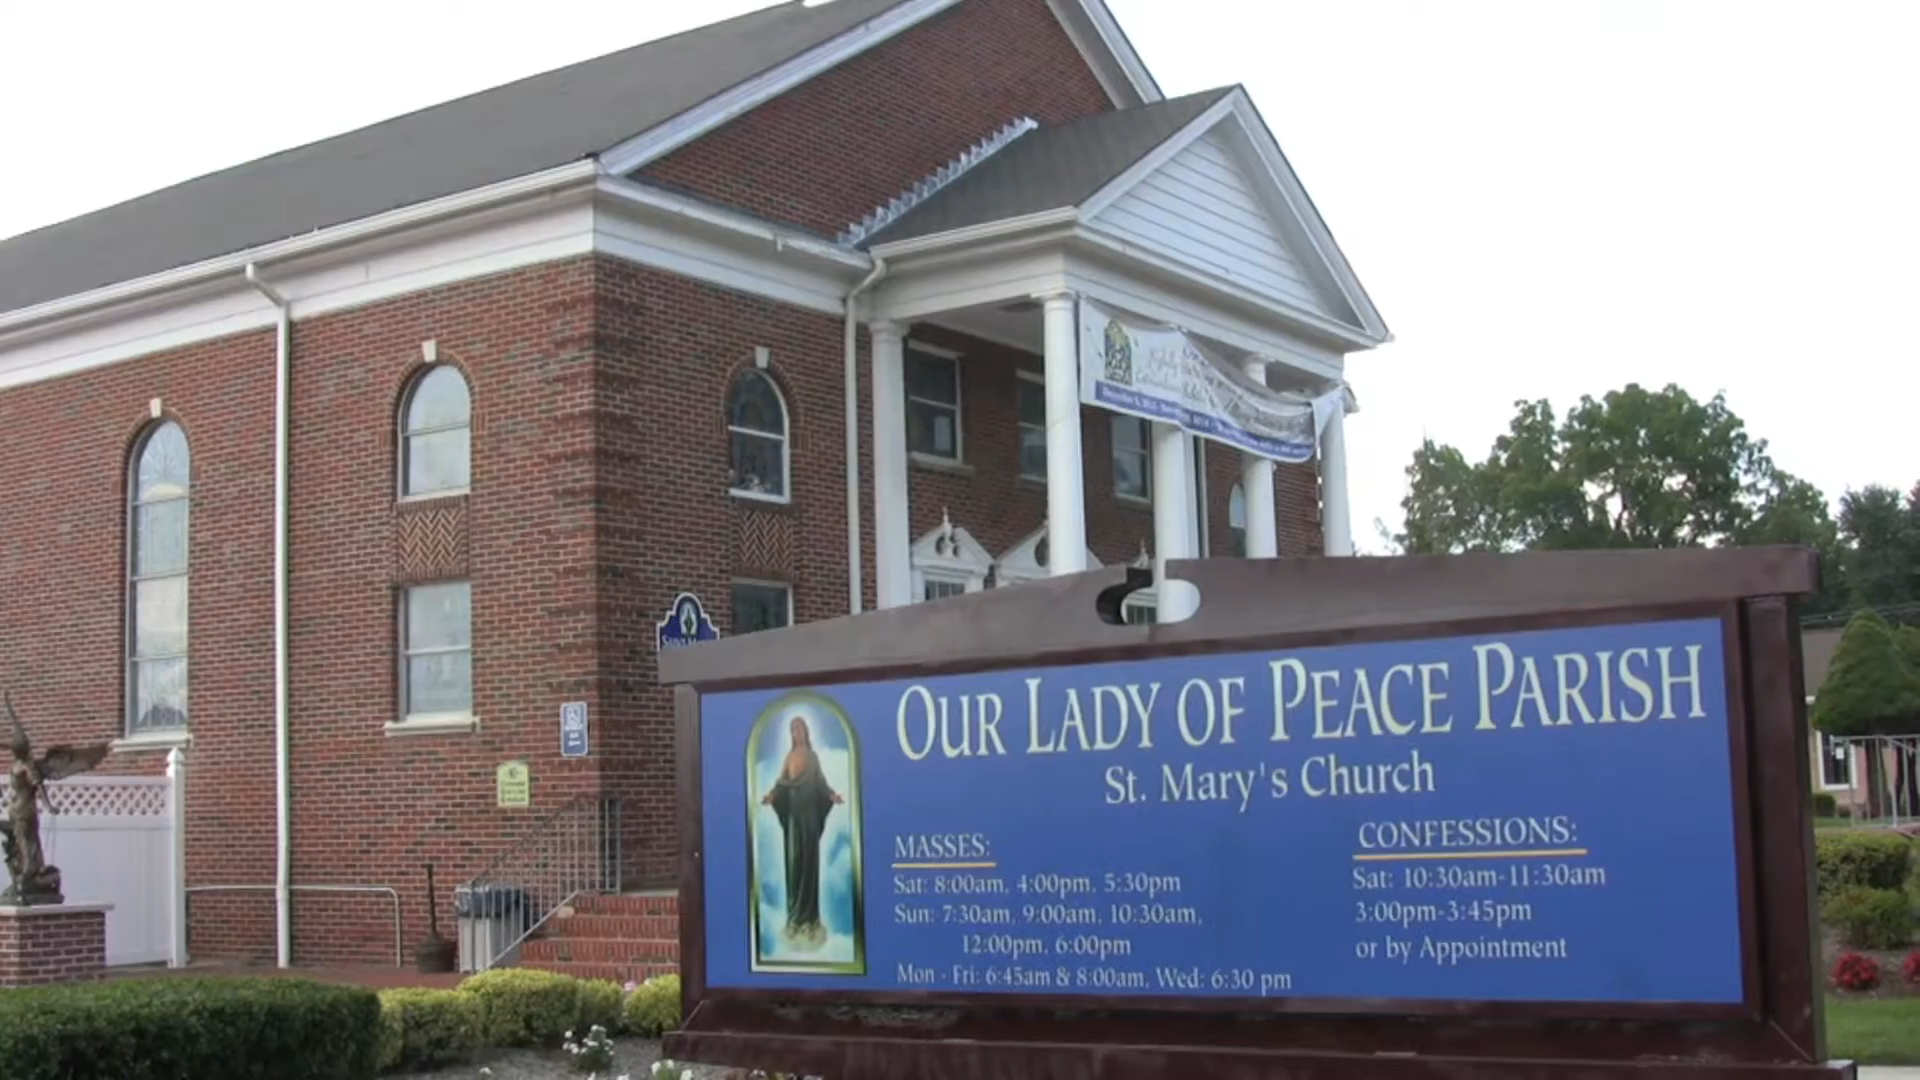 OUR LADY OF PEACE PARISH
St. Mary's Church
MASSES:
Sat: 8:00am, 4:00pm, 5:30pm
Sun: 7:30am, 9:00am, 10:30am,
12:00pm, 6:00pm
Mon - Fri: 6:45am & 8:00am, Wed: 6:30 pm
CONFESSIONS:
Sat: 10:30am-11:30am
3:00pm-3:45pm
or by Appointment